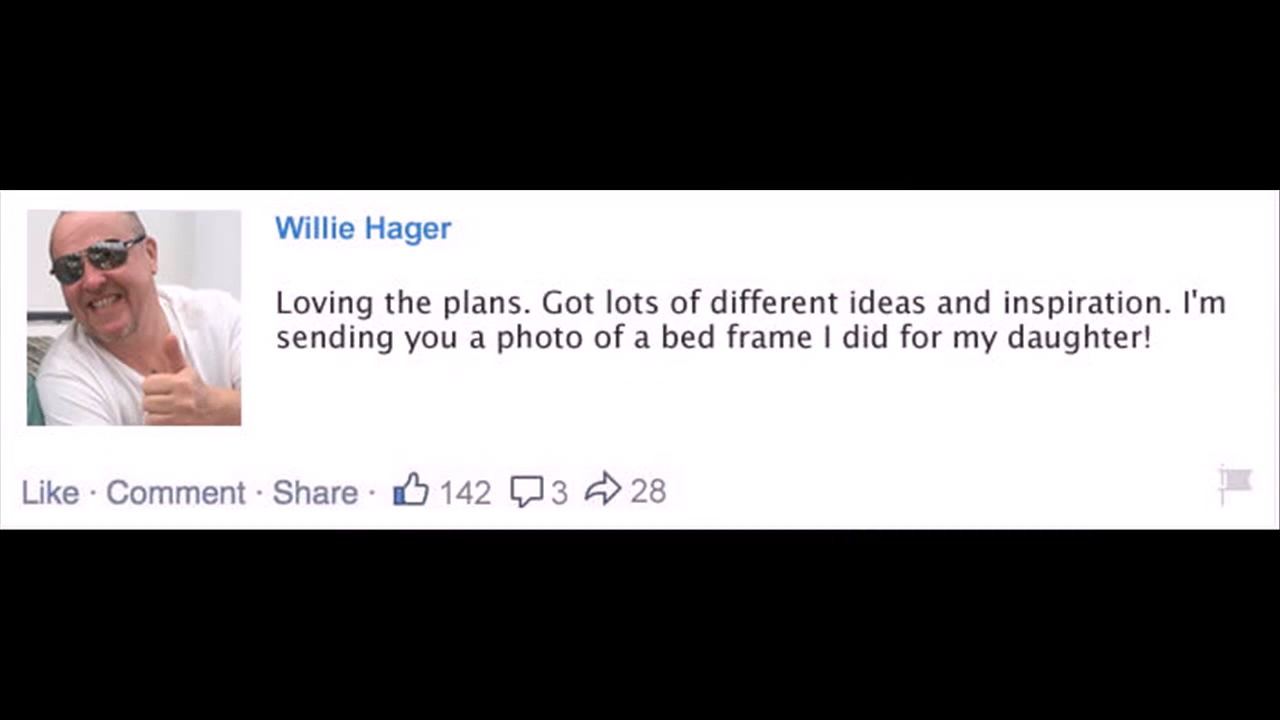 Willie Hager
Loving the plans. Got lots of different ideas and inspiration. I'm
sending you a photo of a bed frame I did for my daughter!
Like · Comment · Share · 142 3 28